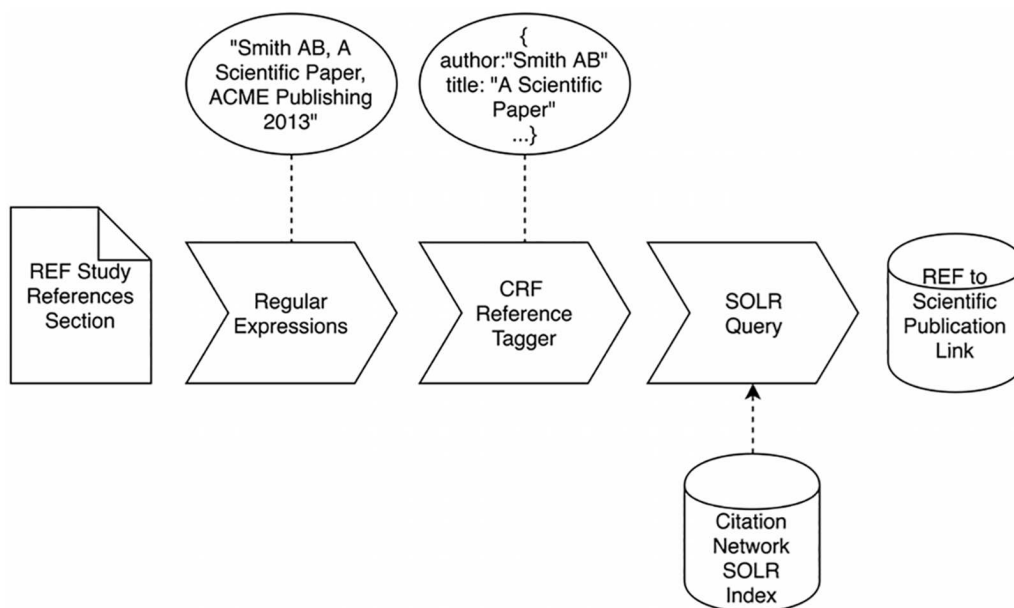 "Smith AB, A
Scientific Paper,
ACME Publishing
2013"
{
author:"Smith AB"
title: "A Scientific
Paper"
...}
REF Study
References
Section
Regular
Expressions
CRF
Reference
Tagger
SOLR
Query
REF to
Scientific
Publication
Link
Citation
Network
SOLR
Index